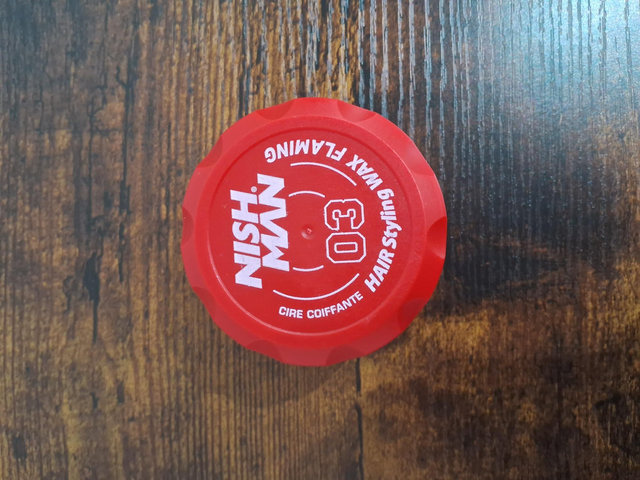 NISH.
MAN
03
CIRE COIFFANTE
HAIR Styling WAX FLAMING